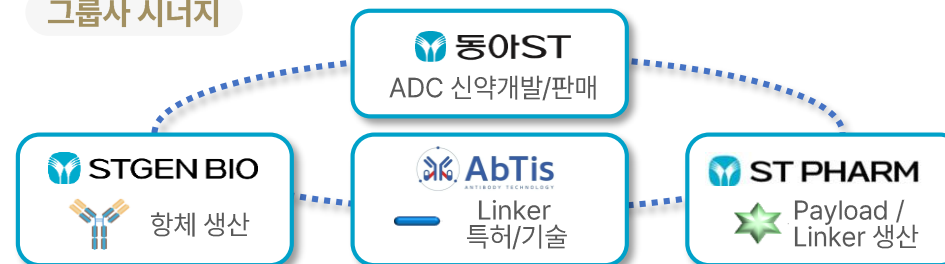 그룹사 시너지
동아ST
ADC 신약개발/판매
STGEN BIO
항체 생산
AbTis
ANTIBODY TECHNOLOGY
Linker
특허/기술
ST PHARM
Payload /
Linker 생산